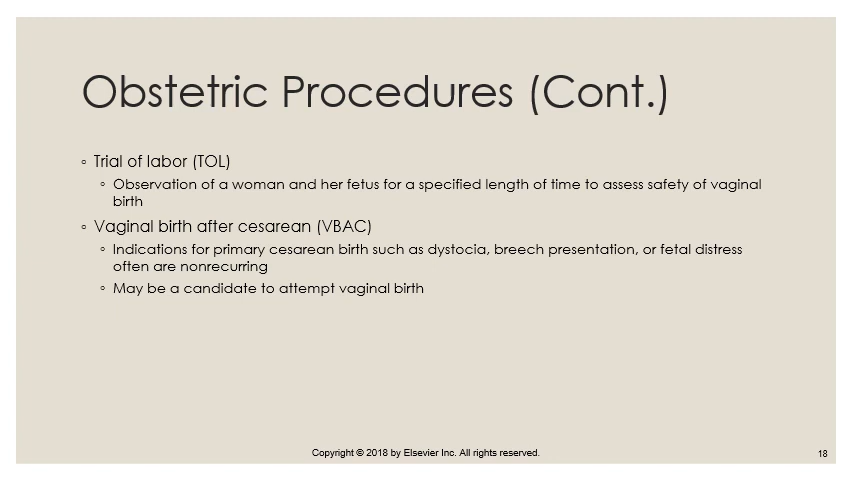 Obstetric Procedures (Cont.)
◦ Trial of labor (TOL)
◦ Observation of a woman and her fetus for a specified length of time to assess safety of vaginal
birth
◦ Vaginal birth after cesarean (VBAC)
◦ Indications for primary cesarean birth such as dystocia, breech presentation, or fetal distress
often are nonrecurring
◦ May be a candidate to attempt vaginal birth
Copyright © 2018 by Elsevier Inc. All rights reserved.
18